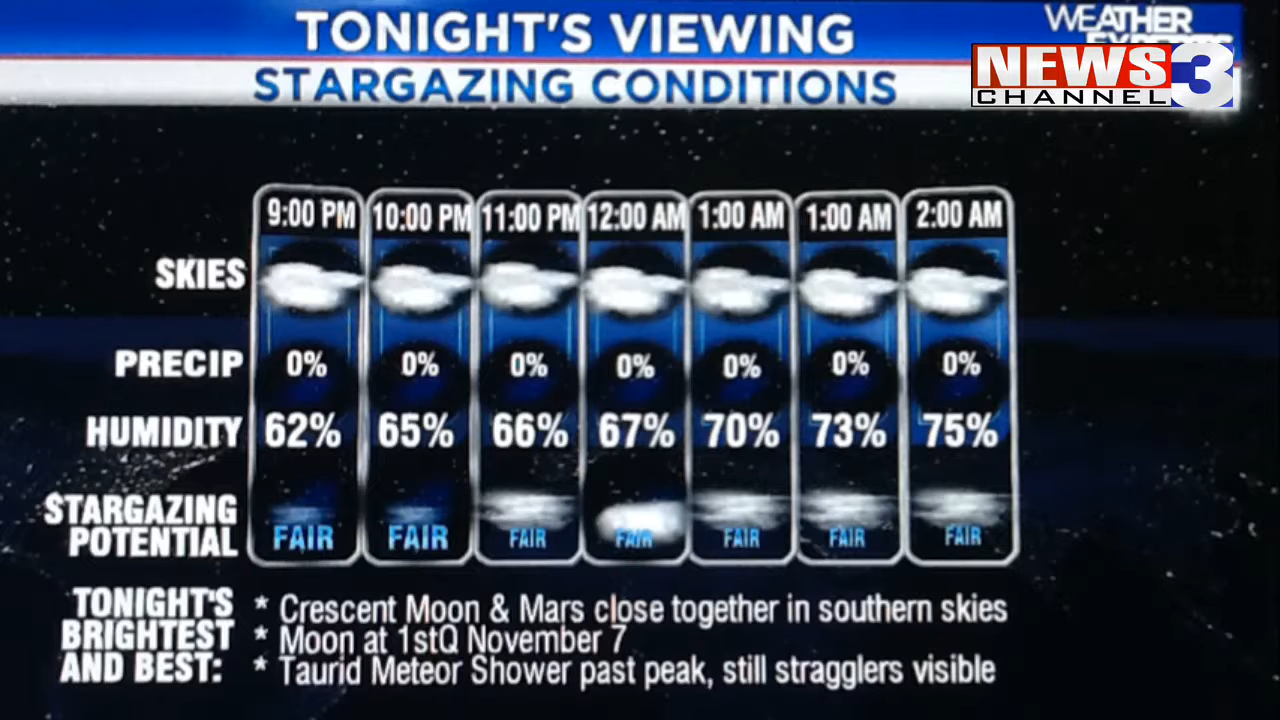 TONIGHT'S VIEWING
WEATHER
STARGAZING CONDITIONS
NEWS 3
CHANNEL
9:00 PM 10:00 PM 11:00 PM 12:00 AM 1:00 AM 1:00 AM 2:00 AM
SKIES
PRECIP 0% 0% 0% 0% 0% 0% 0%
HUMIDITY 62% 65% 66% 67% 70% 73% 75%
STARGAZING
POTENTIAL FAIR FAIR FAIR FAIR FAIR FAIR FAIR
TONIGHT'S * Crescent Moon & Mars close together in southern skies
BRIGHTEST * Moon at 1stQ November 7
AND BEST: * Taurid Meteor Shower past peak, still stragglers visible